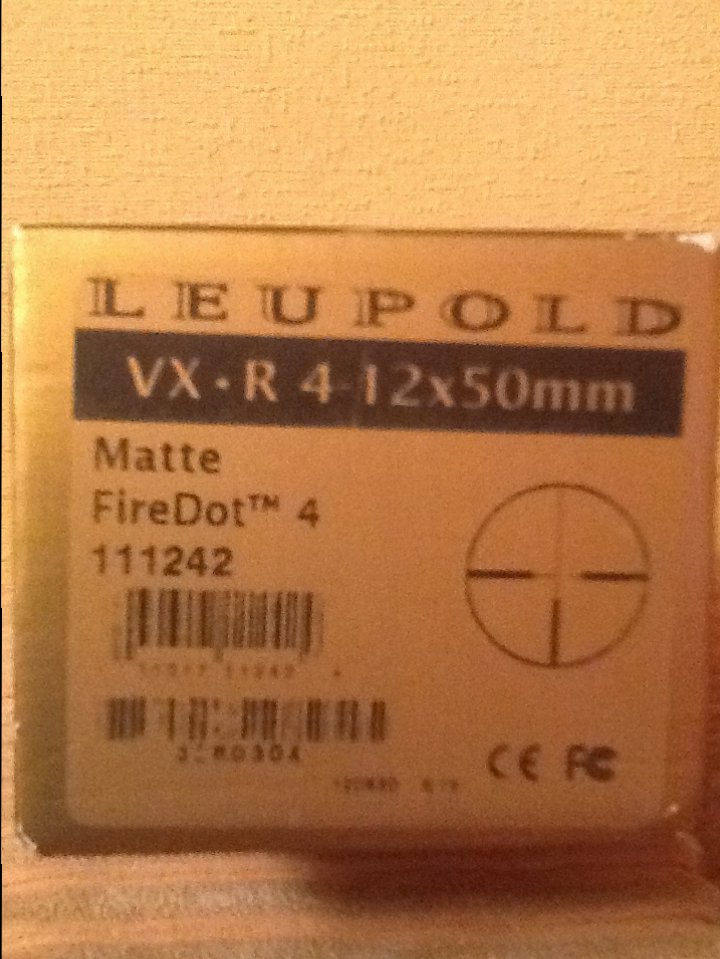 LEUPOLD
VX·R 4-12x50mm
Matte
FireDot™ 4
111242
CE FC